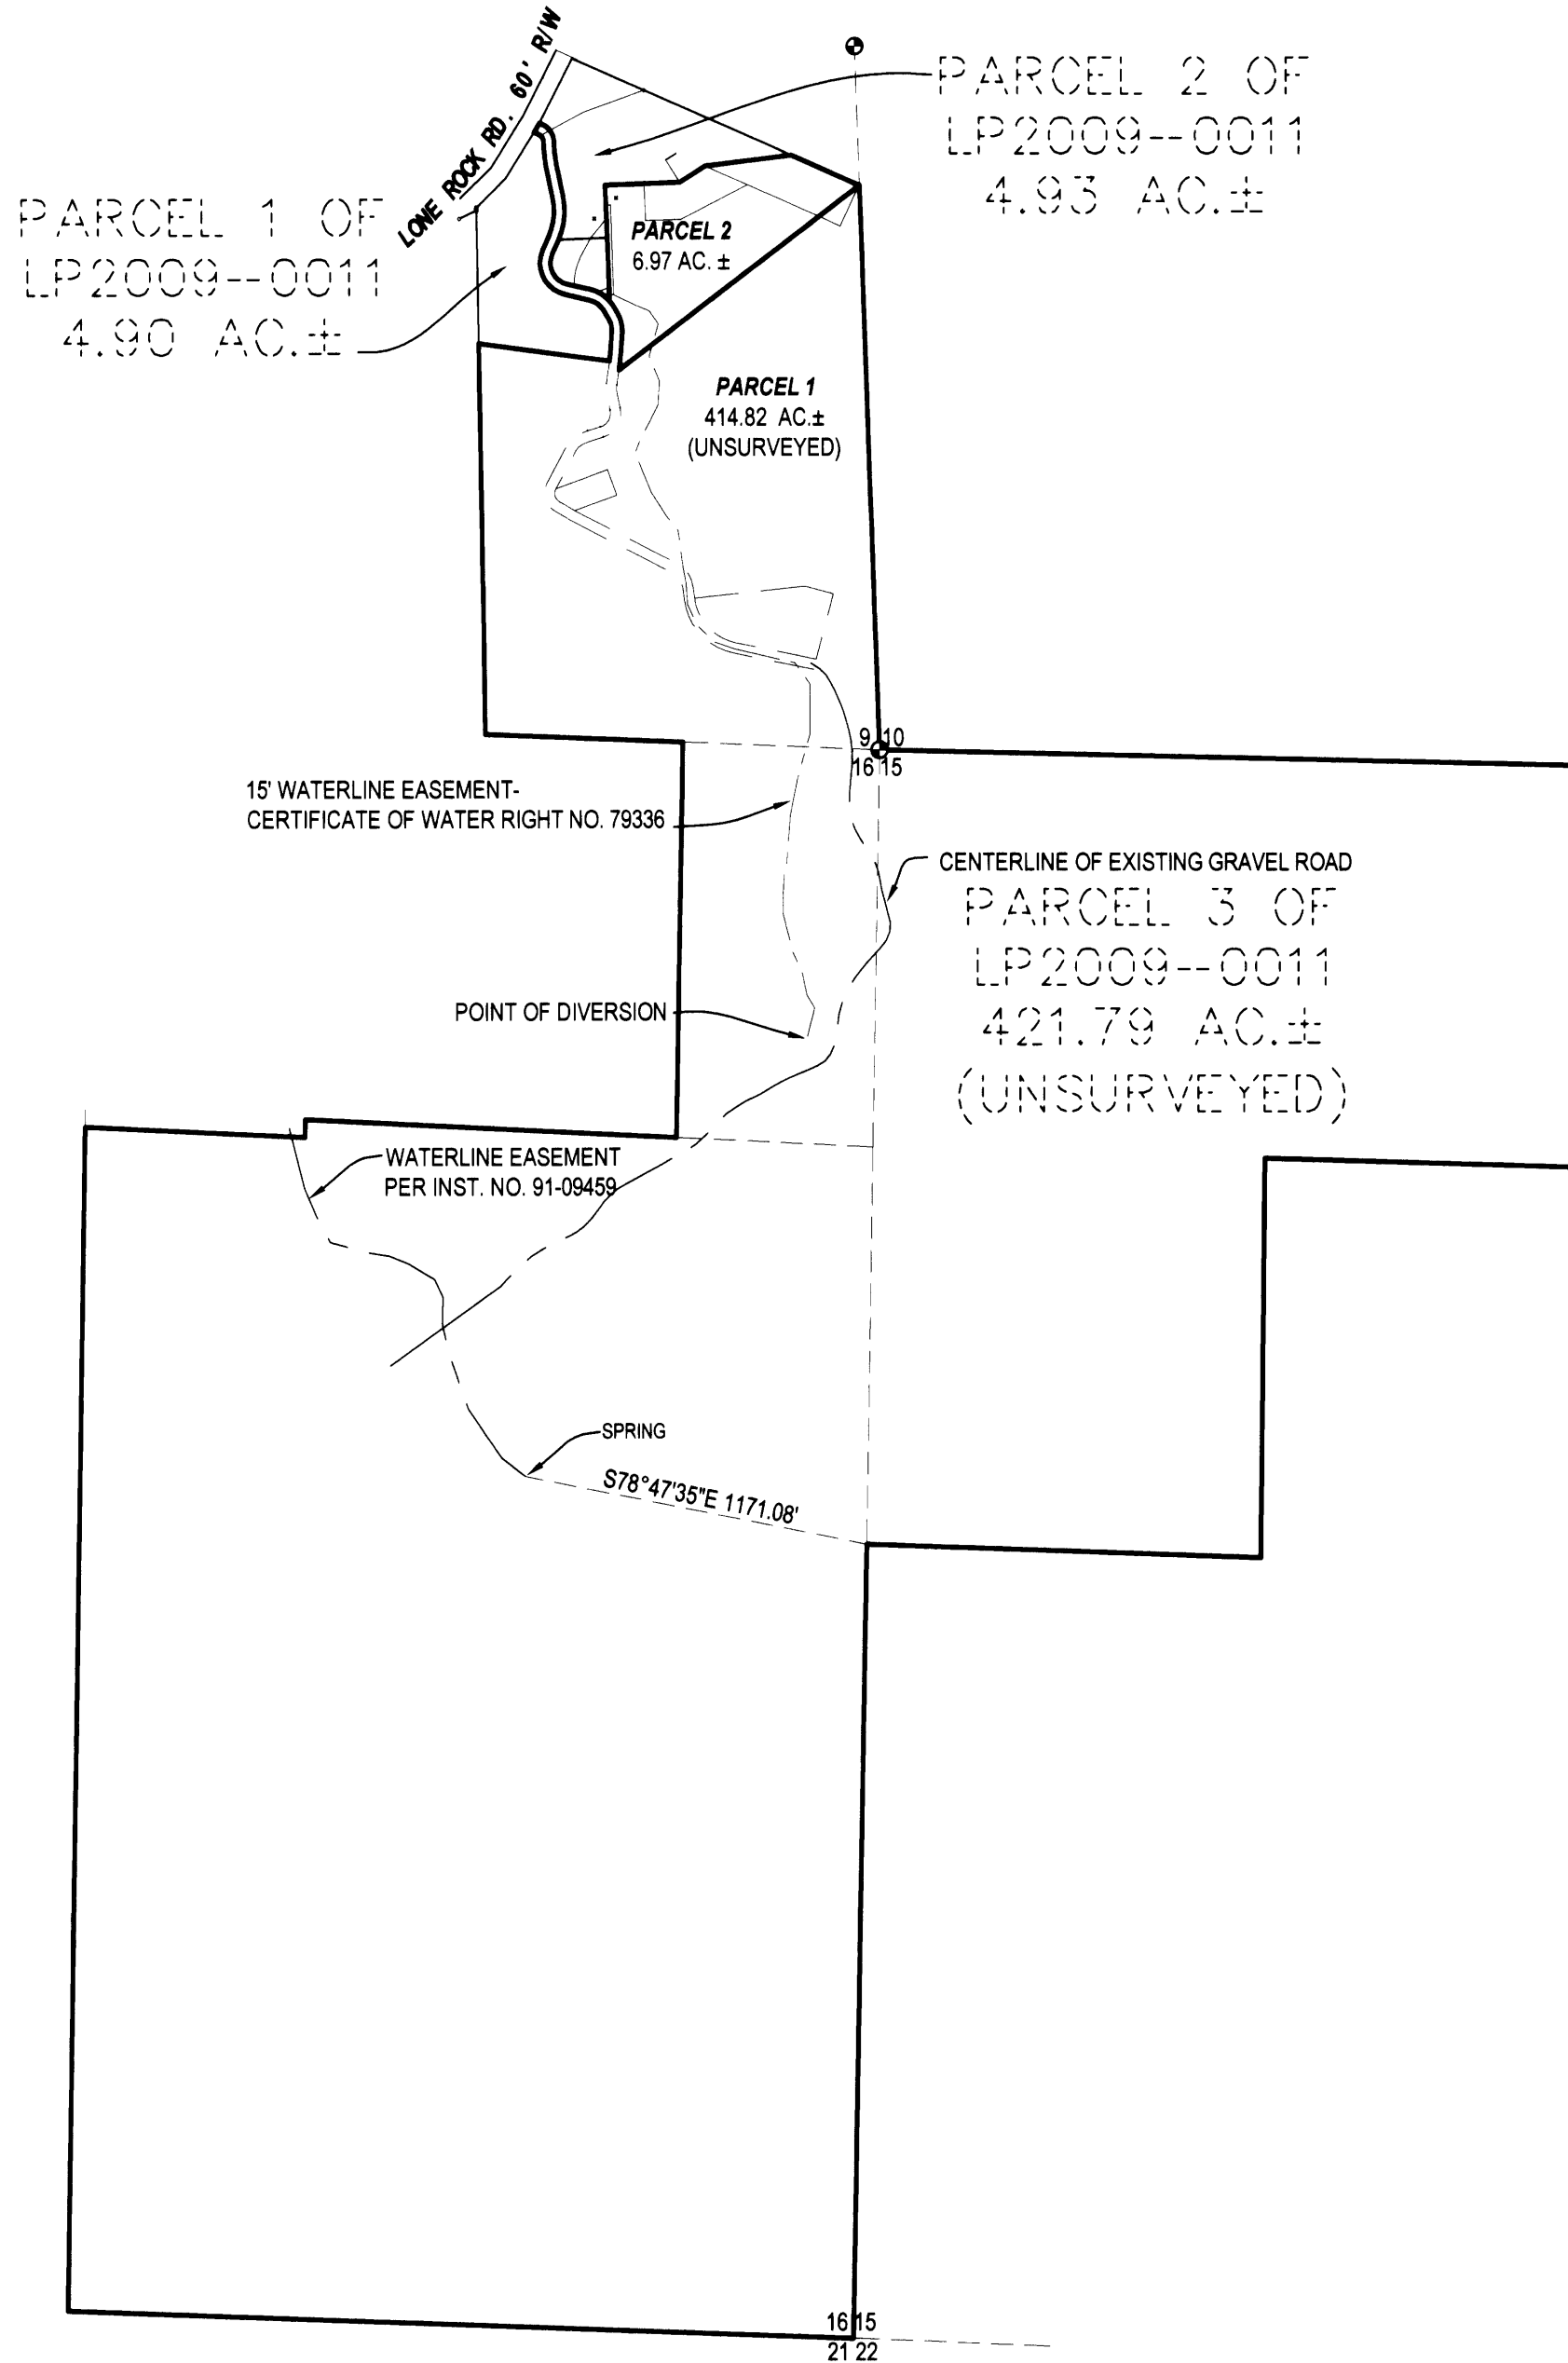 LONE ROCK RD. 60' R/W
PARCEL 2 OF
LP2009--0011
4.93 AC.±
PARCEL 1 OF
LP2009--0011
4.90 AC.±
PARCEL 2
6.97 AC. ±
PARCEL 1
414.82 AC.±
(UNSURVEYED)
9 10
16 15
15' WATERLINE EASEMENT-
CERTIFICATE OF WATER RIGHT NO. 79336
CENTERLINE OF EXISTING GRAVEL ROAD
PARCEL 3 OF
LP2009--0011
421.79 AC.±
(UNSURVEYED)
POINT OF DIVERSION
WATERLINE EASEMENT
PER INST. NO. 91-09459
SPRING
S78°47'35"E 1171.08'
16 15
21 22